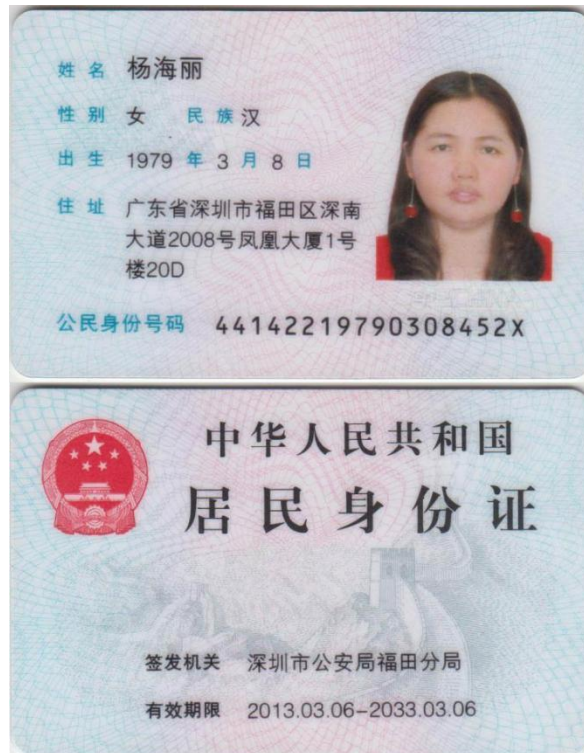 姓名 杨海丽
性别 女 民族 汉
出生 1979 年 3 月 8 日
住址 广东省深圳市福田区深南
大道2008号凤凰大厦1号
楼20D
公民身份号码 44142219790308452X
中华人民共和国
居民身份证
签发机关 深圳市公安局福田分局
有效期限 2013.03.06-2033.03.06